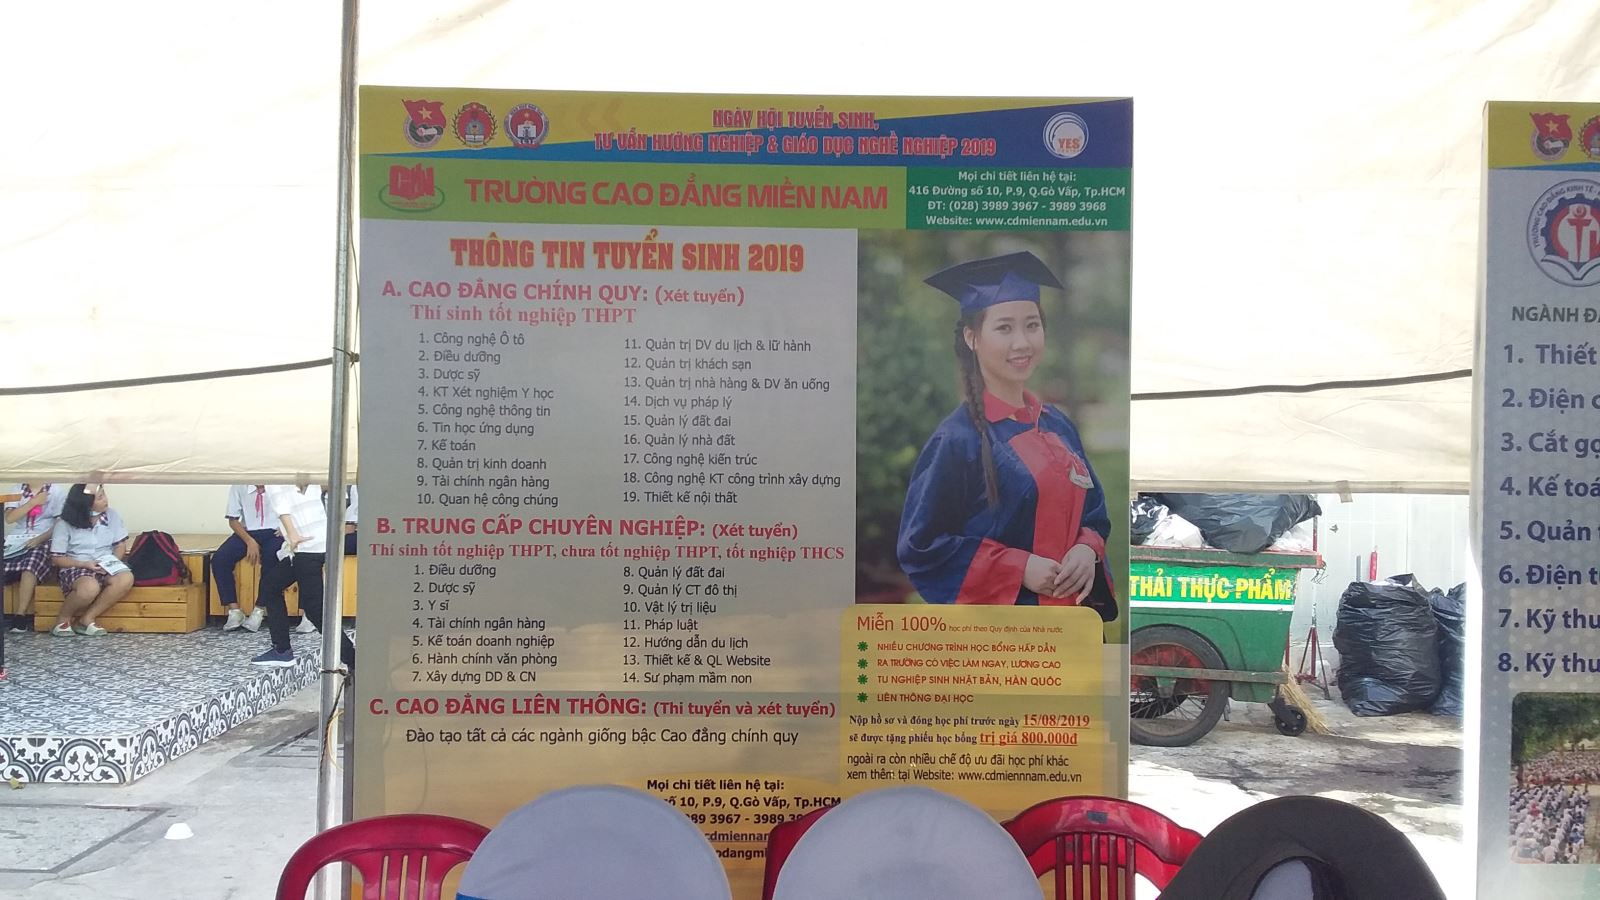 NGÀY HỘI TUYỂN SINH,
TƯ VẤN HƯỚNG NGHIỆP & GIÁO DỤC NGHỀ NGHIỆP 2019
YES
TRƯỜNG CAO ĐẲNG MIỀN NAM
Mọi chi tiết liên hệ tại:
416 Đường số 10, P.9, Q.Gò Vấp, Tp.HCM
ĐT: (028) 3989 3967 - 3989 3968
Website: www.cdmiennam.edu.vn
THÔNG TIN TUYỂN SINH 2019
A. CAO ĐẲNG CHÍNH QUY: (Xét tuyển)
Thí sinh tốt nghiệp THPT
1. Công nghệ Ô tô
2. Điều dưỡng
3. Dược sỹ
4. KT Xét nghiệm Y học
5. Công nghệ thông tin
6. Tin học ứng dụng
7. Kế toán
8. Quản trị kinh doanh
9. Tài chính ngân hàng
10. Quan hệ công chúng
11. Quản trị DV du lịch & lữ hành
12. Quản trị khách sạn
13. Quản trị nhà hàng & DV ăn uống
14. Dịch vụ pháp lý
15. Quản lý đất đai
16. Quản lý nhà đất
17. Công nghệ kiến trúc
18. Công nghệ KT công trình xây dựng
19. Thiết kế nội thất
B. TRUNG CẤP CHUYÊN NGHIỆP: (Xét tuyển)
Thí sinh tốt nghiệp THPT, chưa tốt nghiệp THPT, tốt nghiệp THCS
1. Điều dưỡng
2. Dược sỹ
3. Y sĩ
4. Tài chính ngân hàng
5. Kế toán doanh nghiệp
6. Hành chính văn phòng
7. Xây dựng DD & CN
8. Quản lý đất đai
9. Quản lý CT đô thị
10. Vật lý trị liệu
11. Pháp luật
12. Hướng dẫn du lịch
13. Thiết kế & QL Website
14. Sư phạm mầm non
C. CAO ĐẲNG LIÊN THÔNG: (Thi tuyển và xét tuyển)
Đào tạo tất cả các ngành giống bậc Cao đẳng chính quy
Mọi chi tiết liên hệ tại:
số 10, P.9, Q.Gò Vấp, Tp.HCM
3967 - 3989
Miễn 100% học phí theo Quy định của Nhà nước
NHIỀU CHƯƠNG TRÌNH HỌC BỔNG HẤP DẪN
RA TRƯỜNG CÓ VIỆC LÀM NGAY, LƯƠNG CAO
TU NGHIỆP SINH NHẬT BẢN, HÀN QUỐC
LIÊN THÔNG ĐẠI HỌC
Nộp hồ sơ và đóng học phí trước ngày 15/08/2019
sẽ được tặng phiếu học bổng trị giá 800.000đ
ngoài ra còn nhiều chế độ ưu đãi học phí khác
xem thêm tại Website: www.cdmiennnam.edu.vn
THẢI THỰC PHẨM
TRƯỜNG CAO ĐẲNG KINH TẾ
NGÀNH
1. Thiết
2. Điện
3. Cắt
4. Kế
5. Quản
6. Điện
7. Kỹ
8. Kỹ